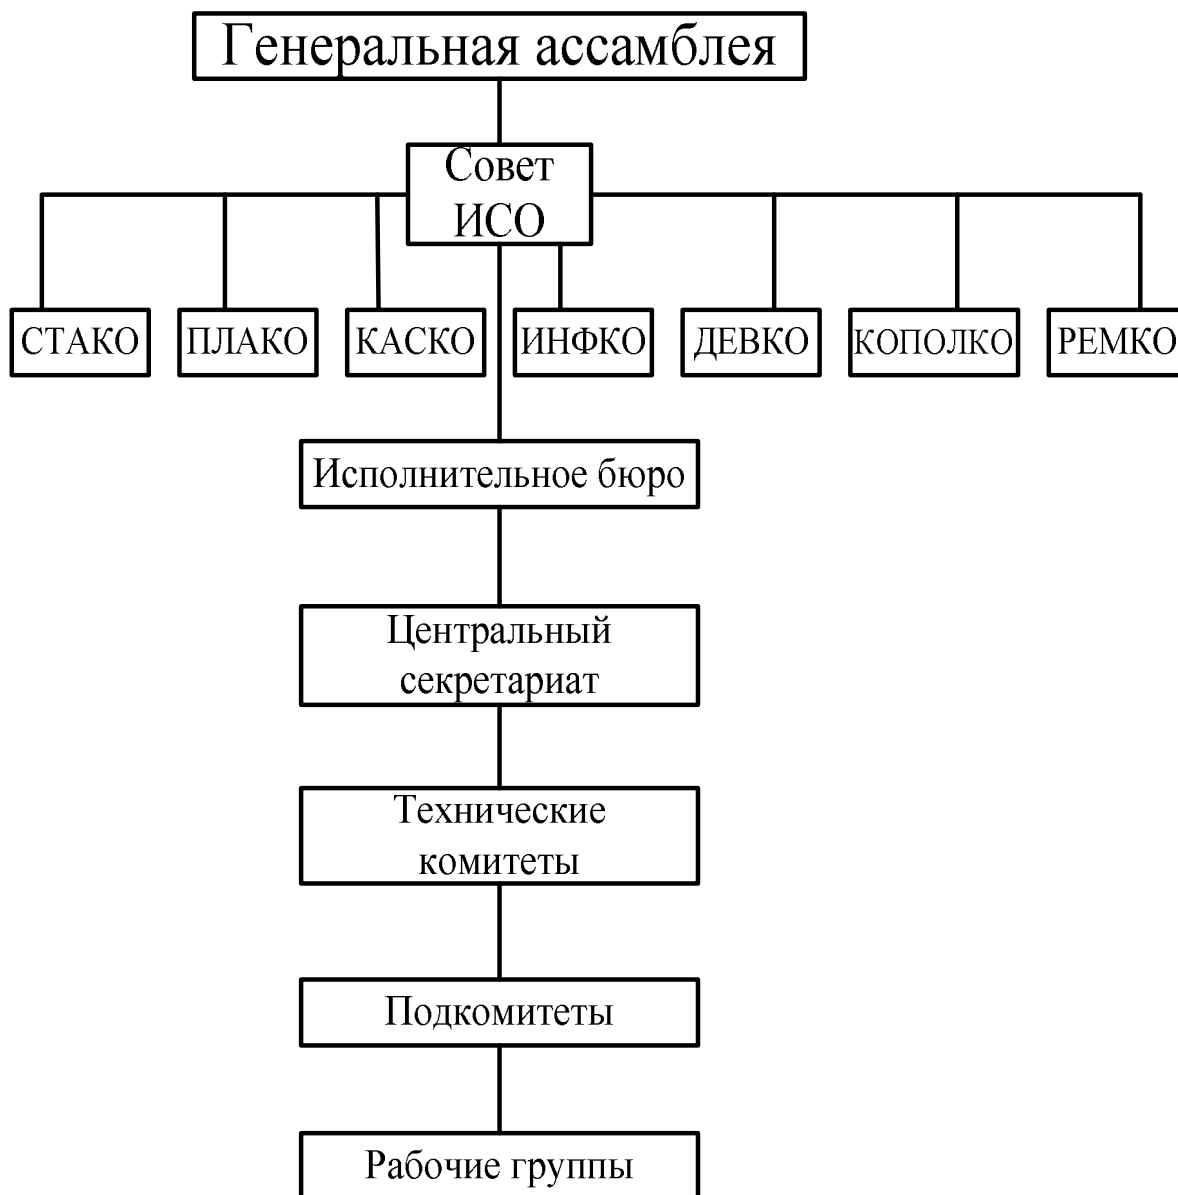 Генеральная ассамблея
Совет
ИСО
СТАКО
ПЛАКО
КАСКО
ИНФКО
ДЕВКО
КОПОЛКО
РЕМКО
Исполнительное бюро
Центральный
секретариат
Технические
комитеты
Подкомитеты
Рабочие группы